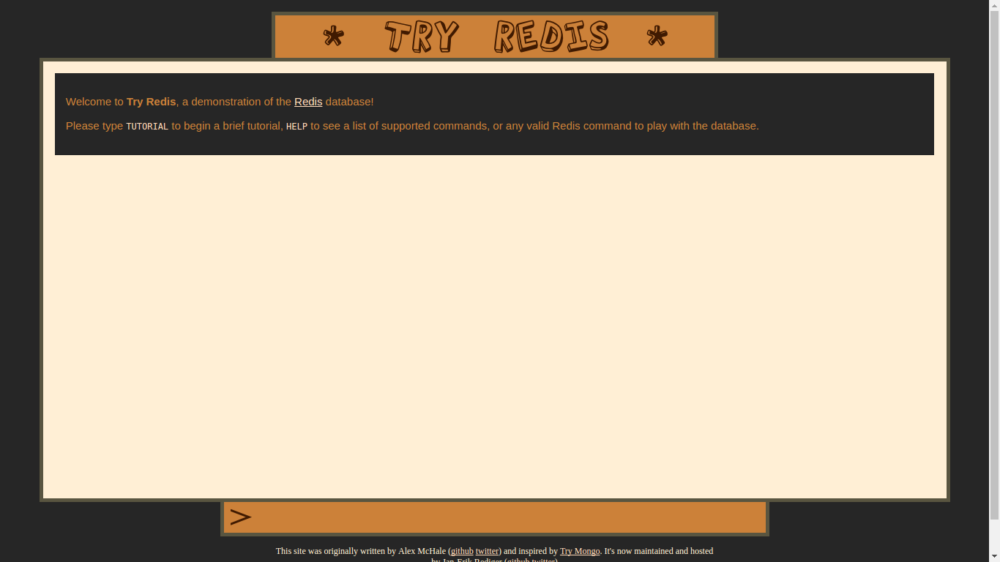 * TRY REDIS *
Welcome to Try Redis, a demonstration of the Redis database!
Please type TUTORIAL to begin a brief tutorial, HELP to see a list of supported commands, or any valid Redis command to play with the database.
>
This site was originally written by Alex McHale (github twitter) and inspired by Try Mongo. It's now maintained and hosted
by Jan-Erik Rediger (github twitter)